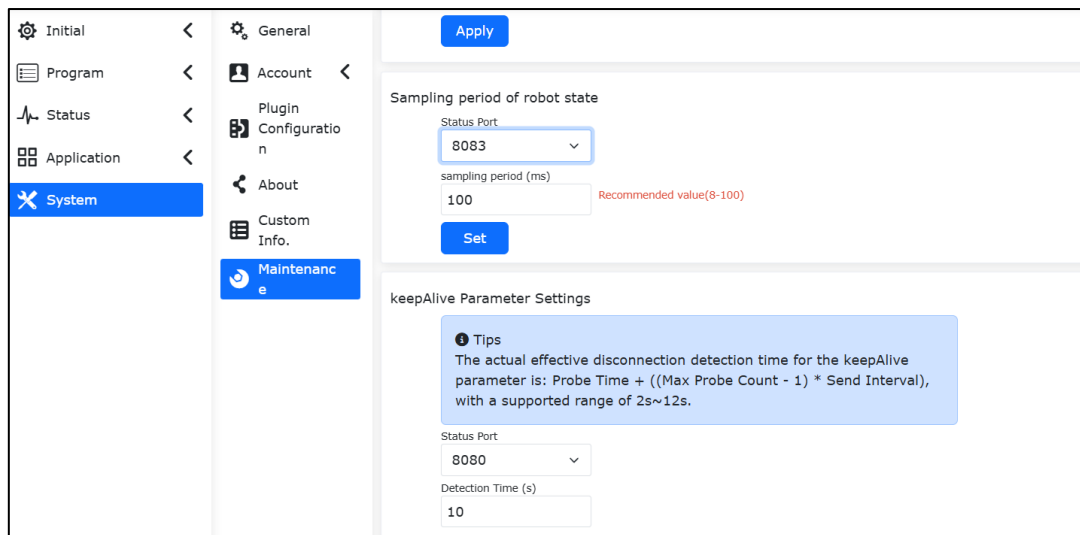 Initial
Program
Status
Application
System
General
Account
Plugin
Configuratio
n
About
Custom
Info.
Maintenanc
e
Apply
Sampling period of robot state
Status Port
8083
sampling period (ms)
100
Recommended value(8-100)
Set
keepAlive Parameter Settings
Tips
The actual effective disconnection detection time for the keepAlive
parameter is: Probe Time + ((Max Probe Count - 1) * Send Interval),
with a supported range of 2s~12s.
Status Port
8080
Detection Time (s)
10